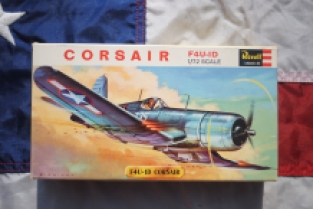 CORSAIR
F4U-1D
1/72 SCALE
Revell
F4U-1D CORSAIR